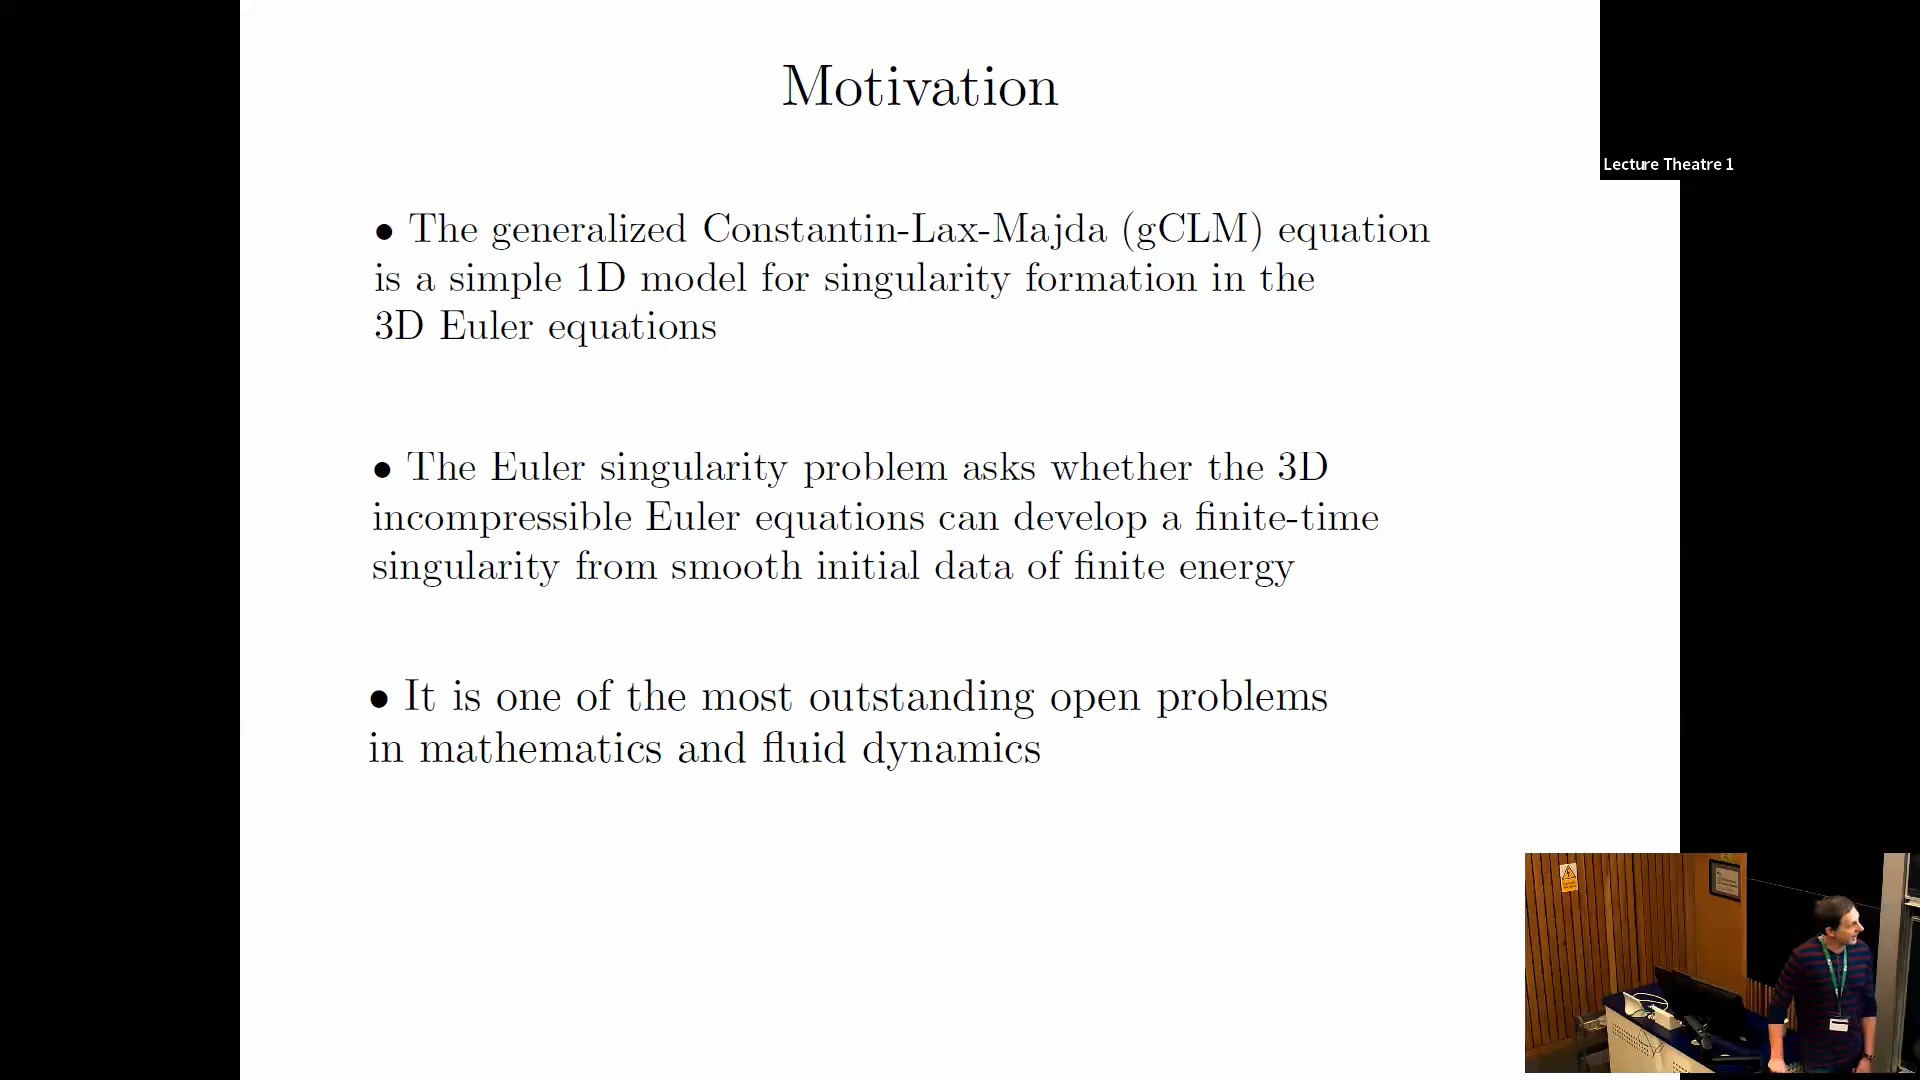 Motivation
Lecture Theatre 1
• The generalized Constantin-Lax-Majda (gCLM) equation
is a simple 1D model for singularity formation in the
3D Euler equations
• The Euler singularity problem asks whether the 3D
incompressible Euler equations can develop a finite-time
singularity from smooth initial data of finite energy
• It is one of the most outstanding open problems
in mathematics and fluid dynamics